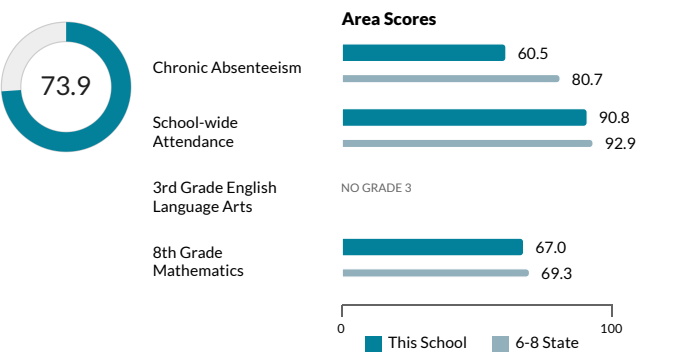 Area Scores
73.9
Chronic Absenteeism
60.5
80.7
School-wide
Attendance
90.8
92.9
3rd Grade English
Language Arts
NO GRADE 3
8th Grade
Mathematics
67.0
69.3
0
100
This School
6-8 State